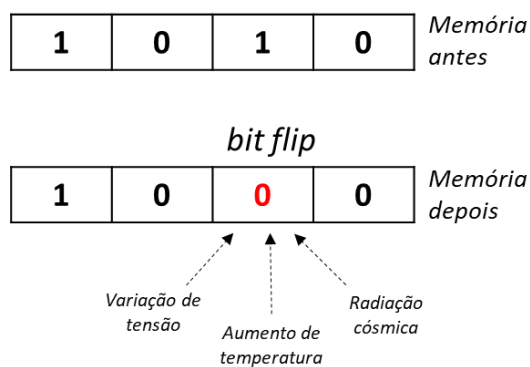 1 0 1 0
Memória
antes
bit flip
1 0 0 0
Memória
depois
Variação de
tensão
Aumento de
temperatura
Radiação
cósmica